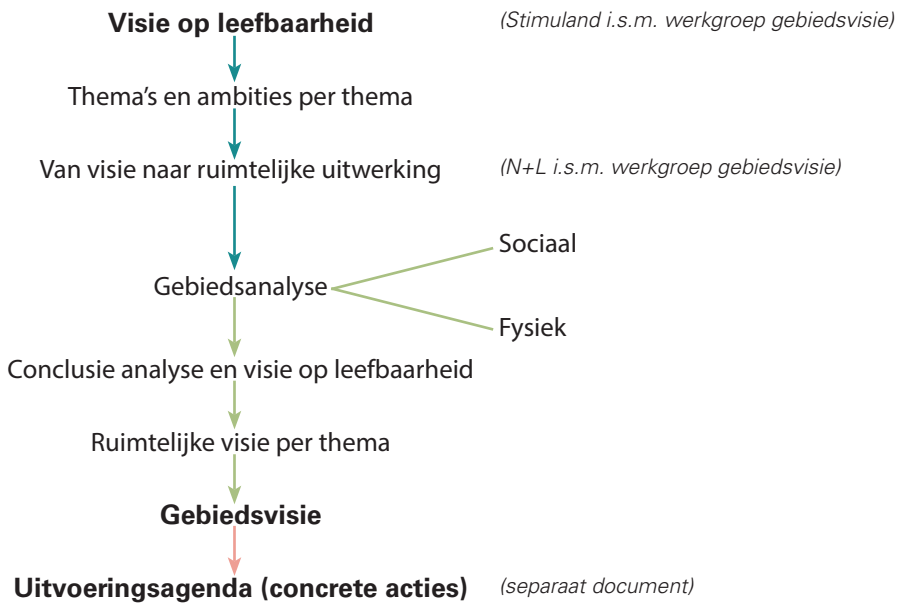 Visie op leefbaarheid
(Stimuland i.s.m. werkgroep gebiedsvisie)
Thema's en ambities per thema
Van visie naar ruimtelijke uitwerking
(N+L i.s.m. werkgroep gebiedsvisie)
Sociaal
Gebiedsanalyse
Fysiek
Conclusie analyse en visie op leefbaarheid
Ruimtelijke visie per thema
Gebiedsvisie
Uitvoeringsagenda (concrete acties)
(separaat document)